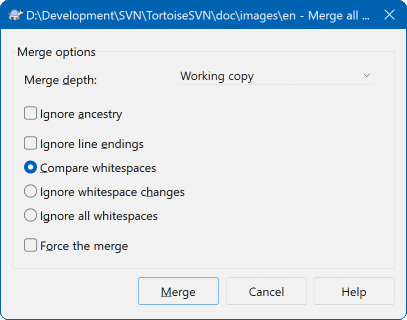 D:\Development\SVN\TortoiseSVN\doc\images\en - Merge all ...
Merge options
Merge depth: Working copy
Ignore ancestry
Ignore line endings
Compare whitespaces
Ignore whitespace changes
Ignore all whitespaces
Force the merge
Merge Cancel Help